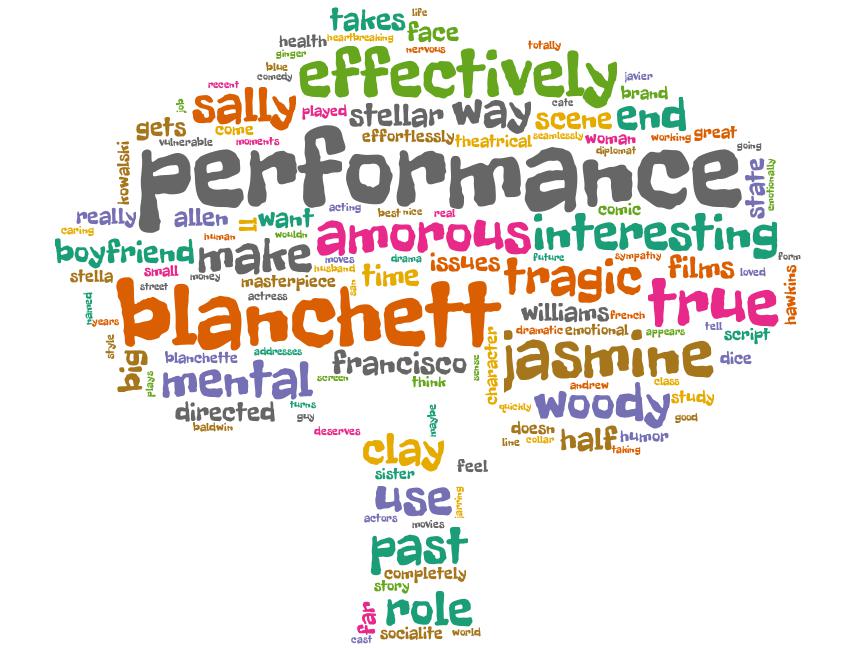 takes life
heartbreaking face
health nervous totally
ginger
blue effectively javier
comedy
recent brand
job sally played stellar way cate scene end
gets come effortlessly theatrical seamlessly woman working great
vulnerable moments diplomat going
kowalski performance state emotionally
really allen IT want acting best nice real comic
caring human wouldn amorous interesting
boyfriend make moves drama future sympathy form
stella small money husband san time issues tragic films loved hawkins
street masterpiece
named actress true
years blanchett williams french tell
dramatic emotional appears script
style big blanchette addresses francisco sense character jasmine dice
plays mental screen think andrew class
directed turns quickly woody study
guy maybe good
baldwin deserves doesn half humor
line collar taking
clay
sister feel
use jarring
actors movies
past
completely
story
far role
cast socialite world